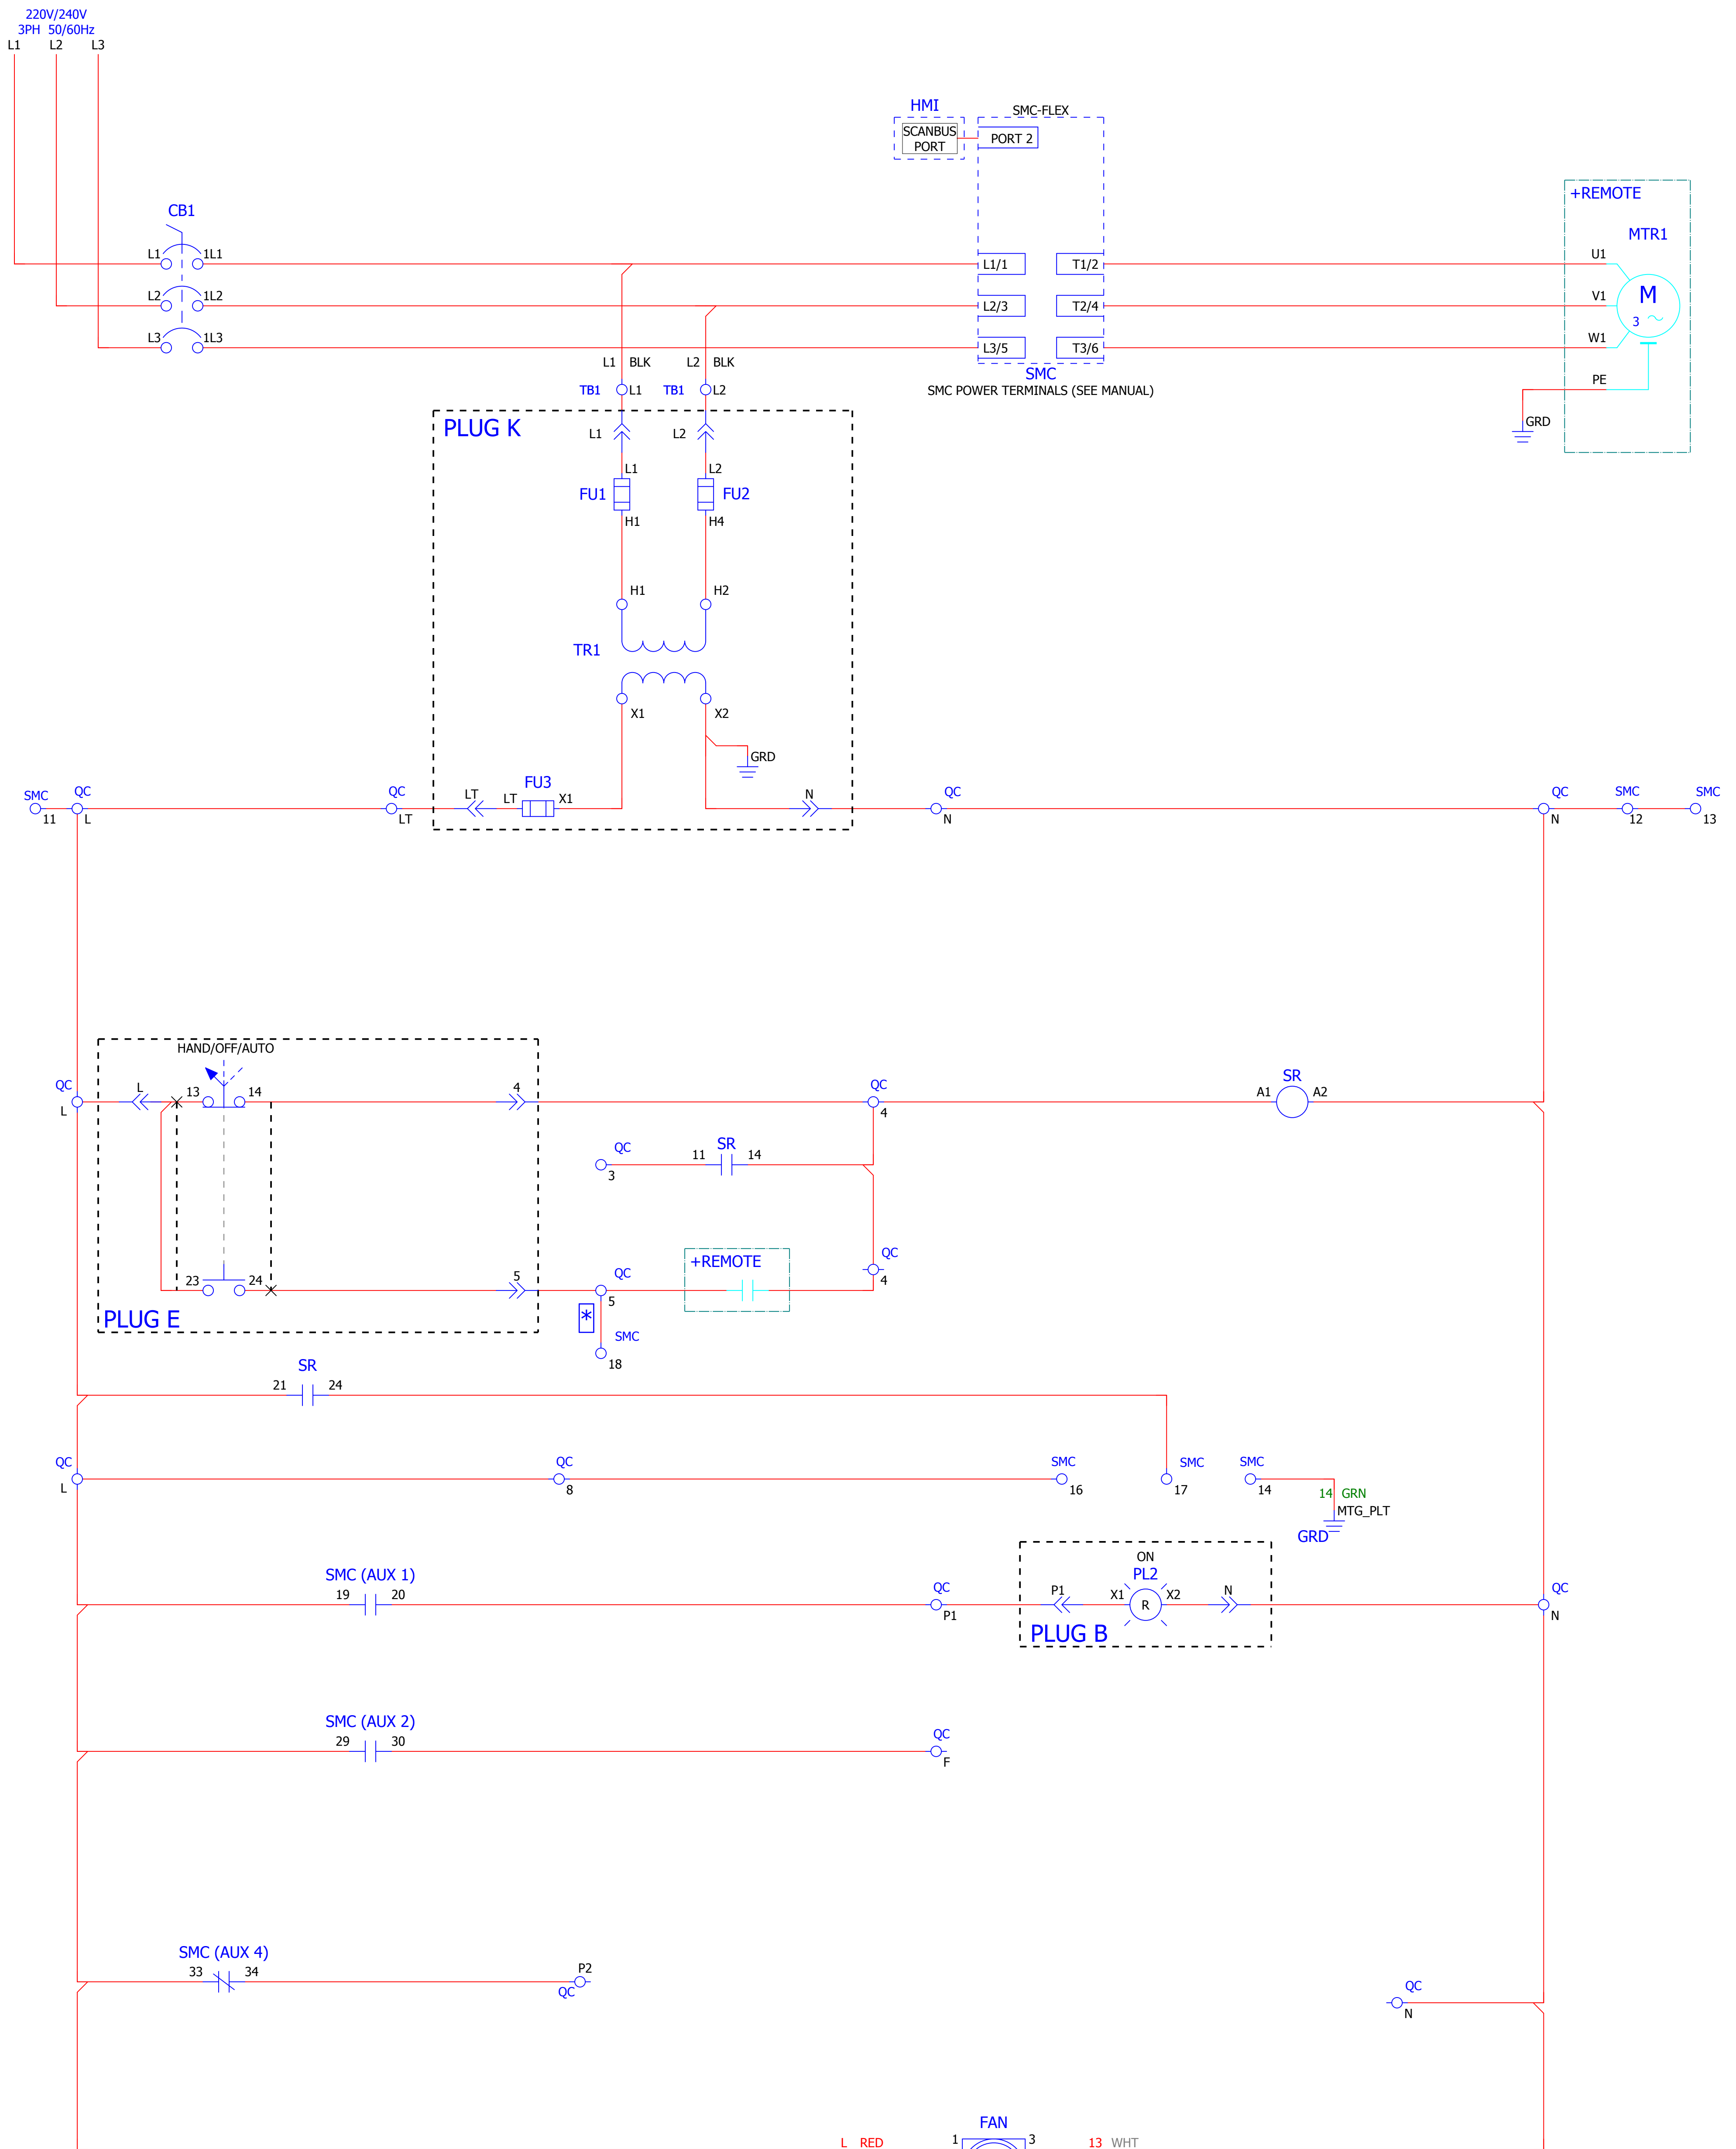 220V/240V
3PH 50/60Hz
L1 L2 L3
HMI
SCANBUS
PORT
SMC-FLEX
PORT 2
+REMOTE
MTR1
CB1
L1 1L1
L2 1L2
L3 1L3
L1/1 T1/2
L2/3 T2/4
L3/5 T3/6
U1
V1
W1
PE
M
3
GRD
SMC
SMC POWER TERMINALS (SEE MANUAL)
L1 BLK L2 BLK
TB1 L1 TB1 L2
PLUG K
L1 L2
L1 L2
FU1 FU2
H1 H4
H1 H2
TR1
X1 X2
GRD
FU3
LT LT X1 N
SMC QC QC QC QC SMC SMC
11 L LT N N 12 13
HAND/OFF/AUTO
QC L 13 14 4 QC SR
L 4 A1 A2
QC SR
3 11 14
+REMOTE
QC
4
23 24 5 QC
5
*
PLUG E
SMC
18
SR
21 24
QC QC SMC SMC SMC
L 8 16 17 14
14 GRN
MTG_PLT
GRD
ON
PL2
SMC (AUX 1)
19 20
QC P1 X1 R X2 N QC
P1 N
PLUG B
SMC (AUX 2)
29 30
QC
F
SMC (AUX 4)
33 34
P2
QC
QC
N
FAN
L RED 1 3 13 WHT